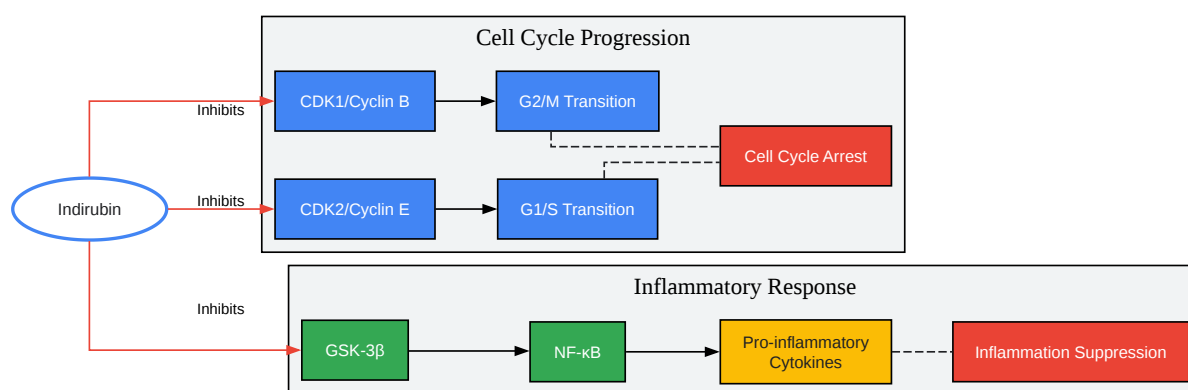 Cell Cycle Progression
Inhibits
CDK1/Cyclin B
G2/M Transition
Cell Cycle Arrest
Indirubin
Inhibits
CDK2/Cyclin E
G1/S Transition
Inflammatory Response
Inhibits
GSK-3β
NF-κB
Pro-inflammatory
Cytokines
Inflammation Suppression